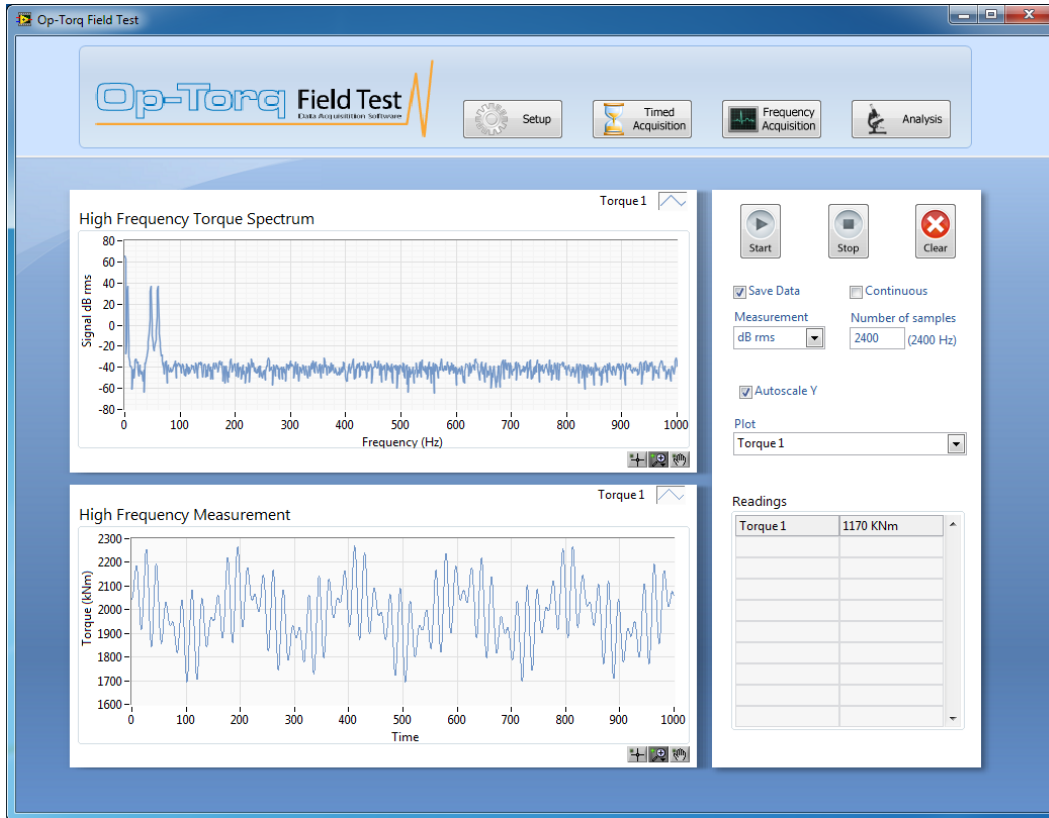 Op-Torq Field Test
Op-Torq Field Test
Data Acquisition Software
Setup
Timed
Acquisition
Frequency
Acquisition
Analysis
Torque 1
High Frequency Torque Spectrum
80
60
40
20
0
-20
-40
-60
-80
Signal dB rms
0 100 200 300 400 500 600 700 800 900 1000
Frequency (Hz)
Torque 1
High Frequency Measurement
2300
2200
2100
2000
1900
1800
1700
1600
Torque (kNm)
0 100 200 300 400 500 600 700 800 900 1000
Time
Start Stop Clear
Save Data Continuous
Measurement Number of samples
dB rms 2400 (2400 Hz)
Autoscale Y
Plot
Torque 1
Readings
Torque 1 1170 KNm